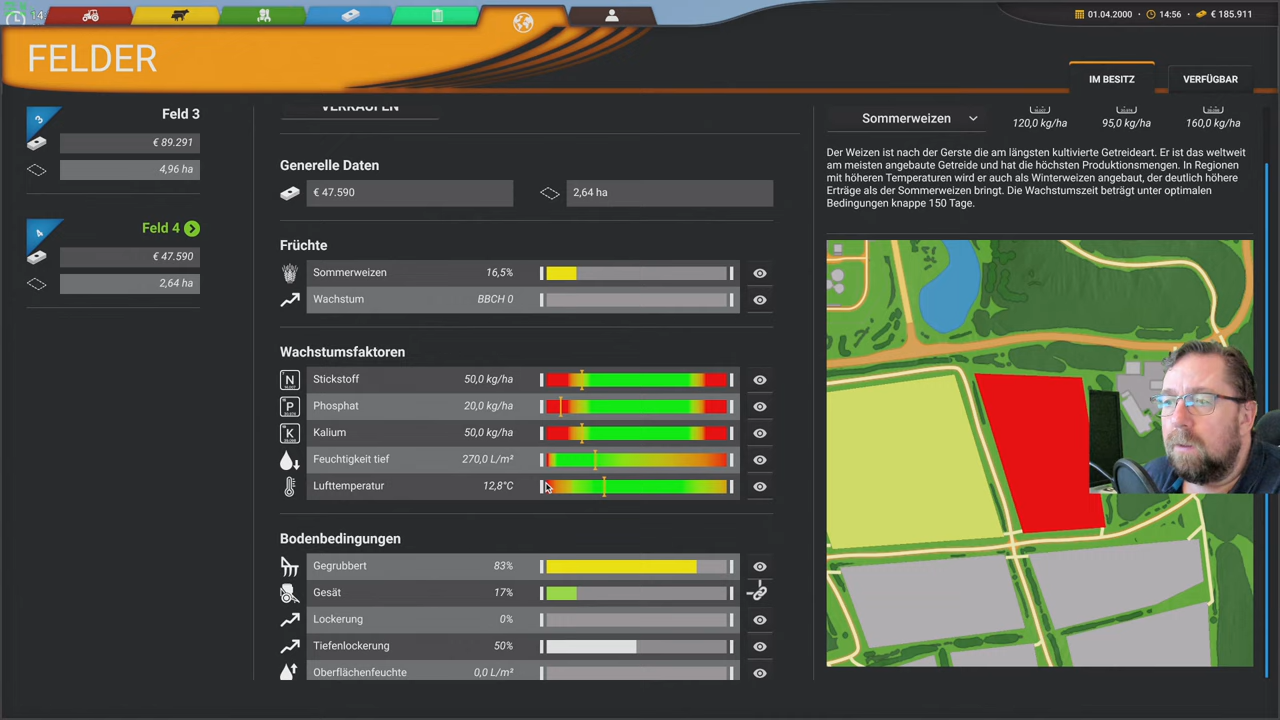 14
01.04.2000
14:56
€ 185.911
FELDER
IM BESITZ
VERFÜGBAR
3
Feld 3
€ 89.291
4,96 ha
4
Feld 4
€ 47.590
2,64 ha
VERKAUFEN
Generelle Daten
€ 47.590
2,64 ha
Früchte
Sommerweizen 16,5%
Wachstum BBCH 0
Wachstumsfaktoren
N Stickstoff 50,0 kg/ha
P Phosphat 20,0 kg/ha
K Kalium 50,0 kg/ha
Feuchtigkeit tief 270,0 L/m²
Lufttemperatur 12,8°C
Bodenbedingungen
Gegrubbert 83%
Gesät 17%
Lockerung 0%
Tiefenlockerung 50%
Oberflächenfeuchte 0,0 L/m²
Sommerweizen
120,0 kg/ha
95,0 kg/ha
160,0 kg/ha
Der Weizen ist nach der Gerste die am längsten kultivierte Getreideart. Er ist das weltweit
am meisten angebaute Getreide und hat die höchsten Produktionsmengen. In Regionen
mit höheren Temperaturen wird er auch als Winterweizen angebaut, der deutlich höhere
Erträge als der Sommerweizen bringt. Die Wachstumszeit beträgt unter optimalen
Bedingungen knappe 150 Tage.